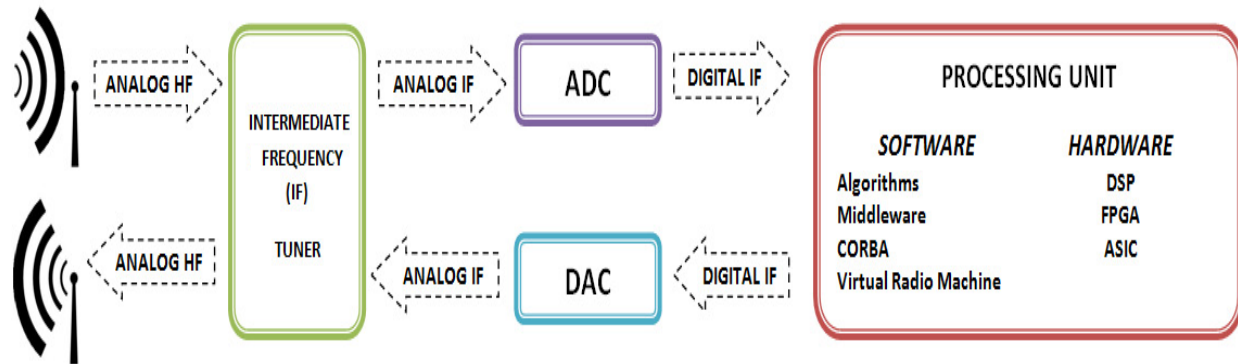 ANALOG HF
INTERMEDIATE
FREQUENCY
(IF)
TUNER
ANALOG IF
ADC
DIGITAL IF
PROCESSING UNIT
SOFTWARE
Algorithms
Middleware
CORBA
Virtual Radio Machine
HARDWARE
DSP
FPGA
ASIC
DIGITAL IF
DAC
ANALOG IF
ANALOG HF